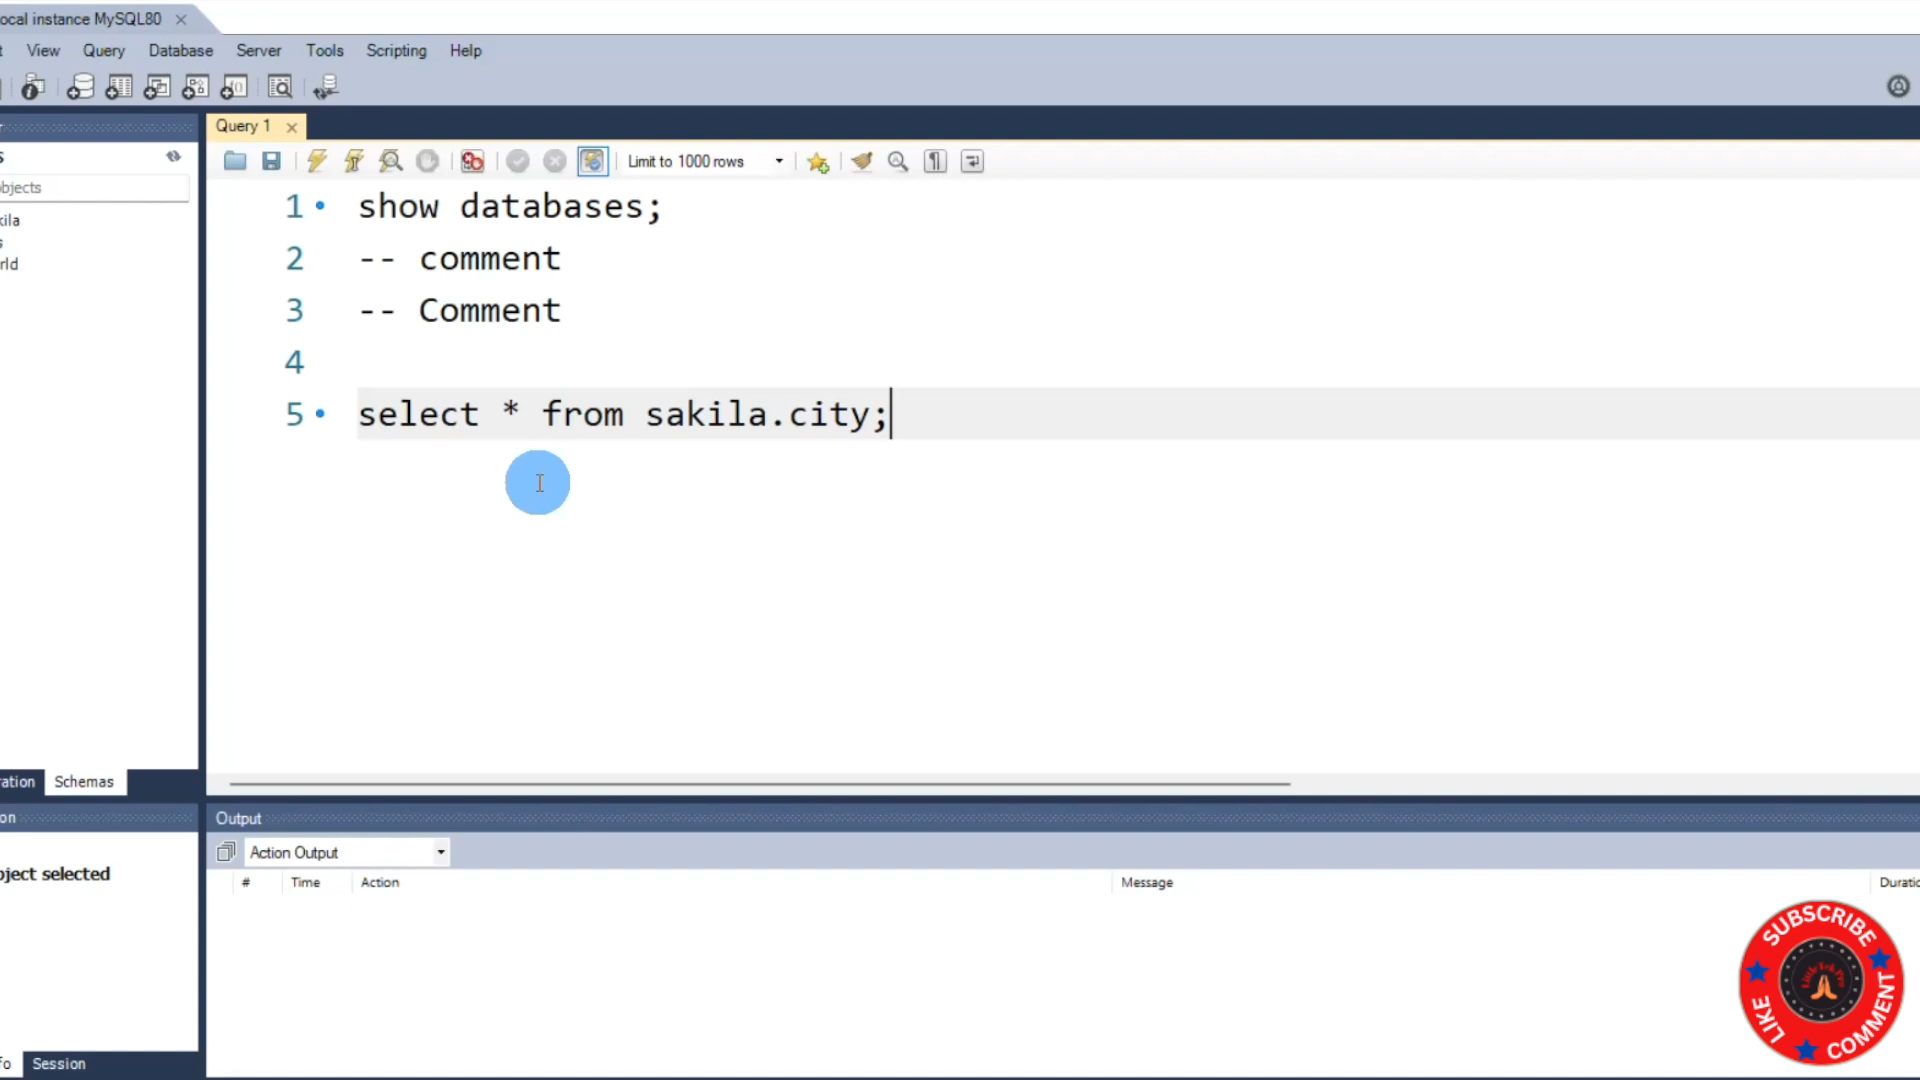 ocal instance MySQL80
t View Query Database Server Tools Scripting Help
Query 1
S
bjects
Limit to 1000 rows
1 show databases;
kila
s
2 -- comment
rld
3 -- Comment
4
5 select * from sakila.city;
ration Schemas
on
Output
Action Output
ject selected
# Time Action Message Duratio
SUBSCRIBE
LIKE
COMMENT
fo Session